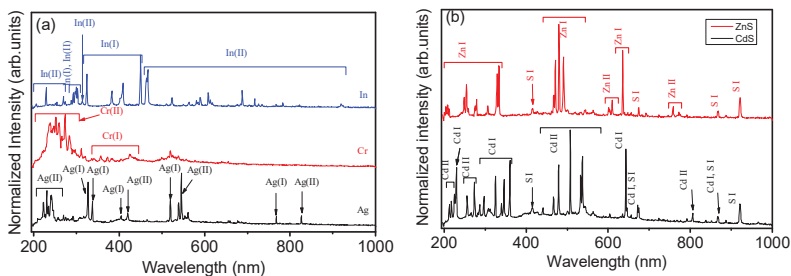 (a)
In(II)
In(II)
In(I), In(II)
In(I)
In(II)
In
Cr(II)
Cr(I)
Cr
Ag(II)
Ag(I)
Ag(I)
Ag(I)
Ag(II)
Ag(I)
Ag(II)
Ag(I)
Ag(II)
Ag
Normalized Intensity (arb.units)
200 400 600 800 1000
Wavelength (nm)
(b)
ZnS
CdS
Zn I
Zn I
Zn I
S I
Zn II
S I
Zn II
S I
S I
Cd II
Cd I
Cd II
Cd I
S I
Cd II
Cd I
Cd I, S I
Cd II
Cd I, S I
S I
Normalized Intensity (arb.units)
200 400 600 800 1000
Wavelength (nm)